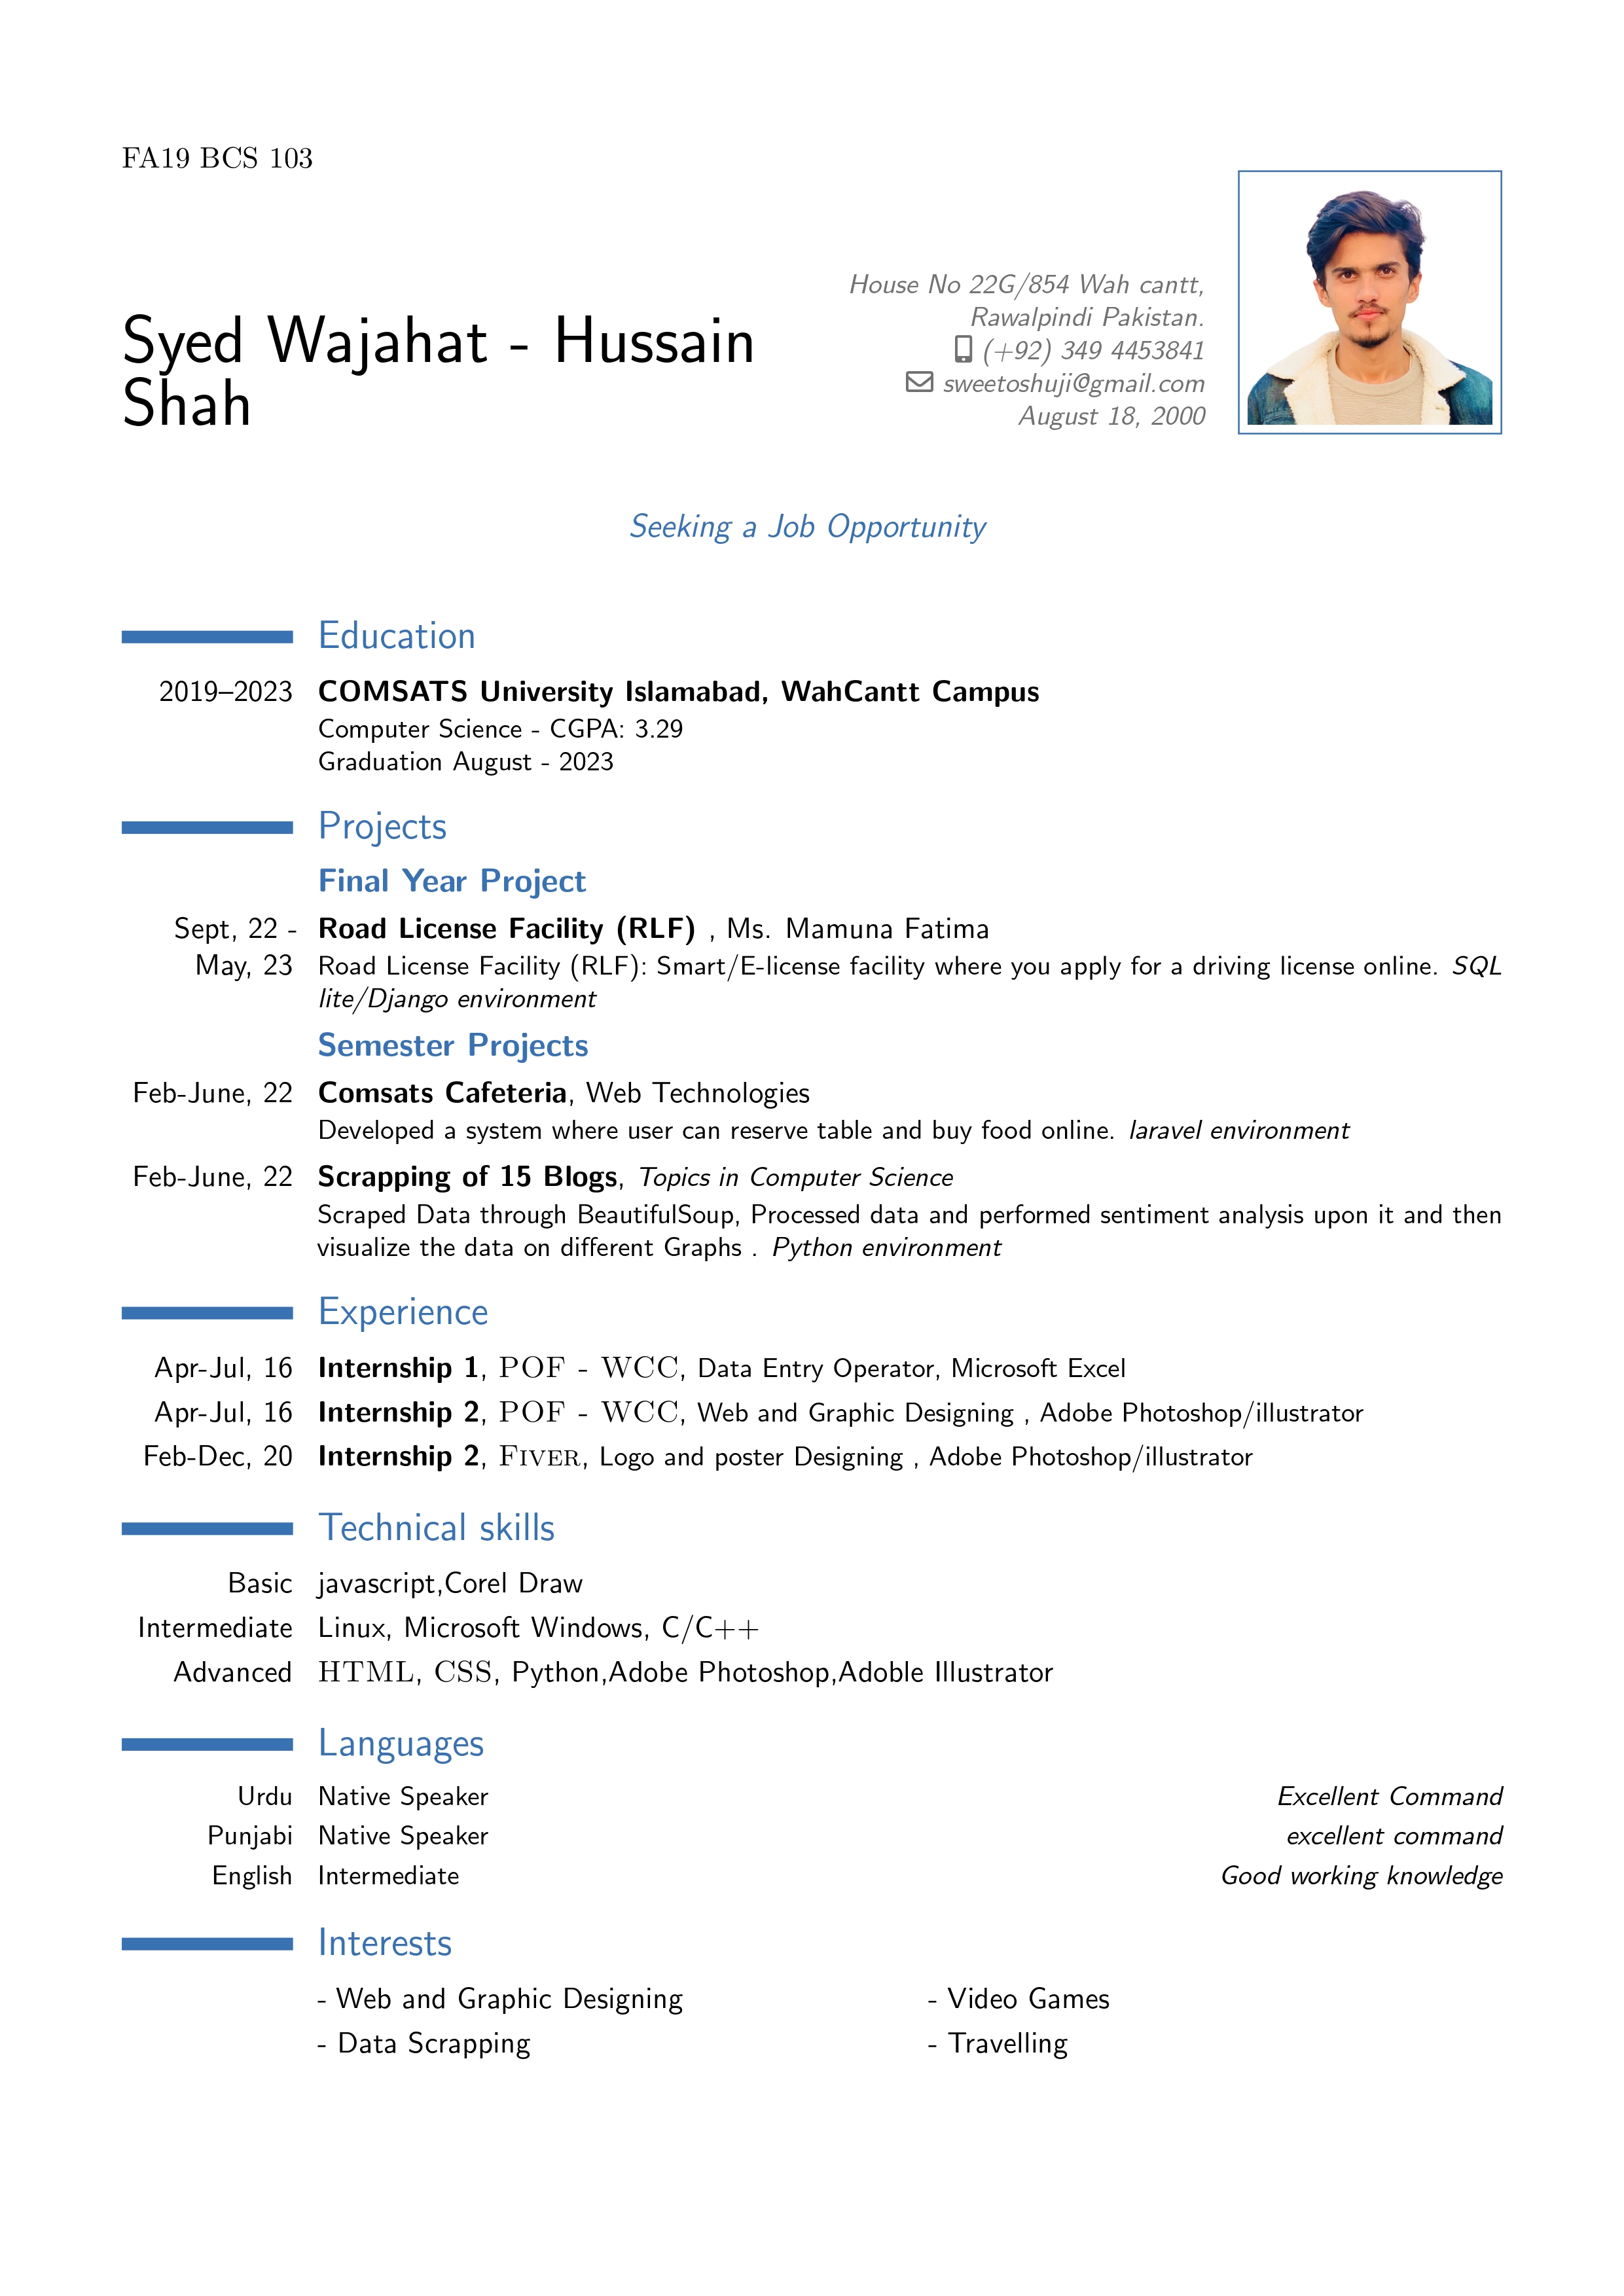 FA19 BCS 103
Syed Wajahat - Hussain
Shah
House No 22G/854 Wah cantt,
Rawalpindi Pakistan.
(+92) 349 4453841
sweetoshuji@gmail.com
August 18, 2000
Seeking a Job Opportunity
Education
2019–2023 COMSATS University Islamabad, WahCantt Campus
Computer Science - CGPA: 3.29
Graduation August - 2023
Projects
Final Year Project
Sept, 22 - Road License Facility (RLF) , Ms. Mamuna Fatima
May, 23 Road License Facility (RLF): Smart/E-license facility where you apply for a driving license online. SQL
lite/Django environment
Semester Projects
Feb-June, 22 Comsats Cafeteria, Web Technologies
Developed a system where user can reserve table and buy food online. laravel environment
Feb-June, 22 Scrapping of 15 Blogs, Topics in Computer Science
Scraped Data through BeautifulSoup, Processed data and performed sentiment analysis upon it and then
visualize the data on different Graphs . Python environment
Experience
Apr-Jul, 16 Internship 1, POF - WCC, Data Entry Operator, Microsoft Excel
Apr-Jul, 16 Internship 2, POF - WCC, Web and Graphic Designing , Adobe Photoshop/illustrator
Feb-Dec, 20 Internship 2, Fiver, Logo and poster Designing , Adobe Photoshop/illustrator
Technical skills
Basic javascript,Corel Draw
Intermediate Linux, Microsoft Windows, C/C++
Advanced HTML, CSS, Python,Adobe Photoshop,Adoble Illustrator
Languages
Urdu Native Speaker Excellent Command
Punjabi Native Speaker excellent command
English Intermediate Good working knowledge
Interests
- Web and Graphic Designing - Video Games
- Data Scrapping - Travelling